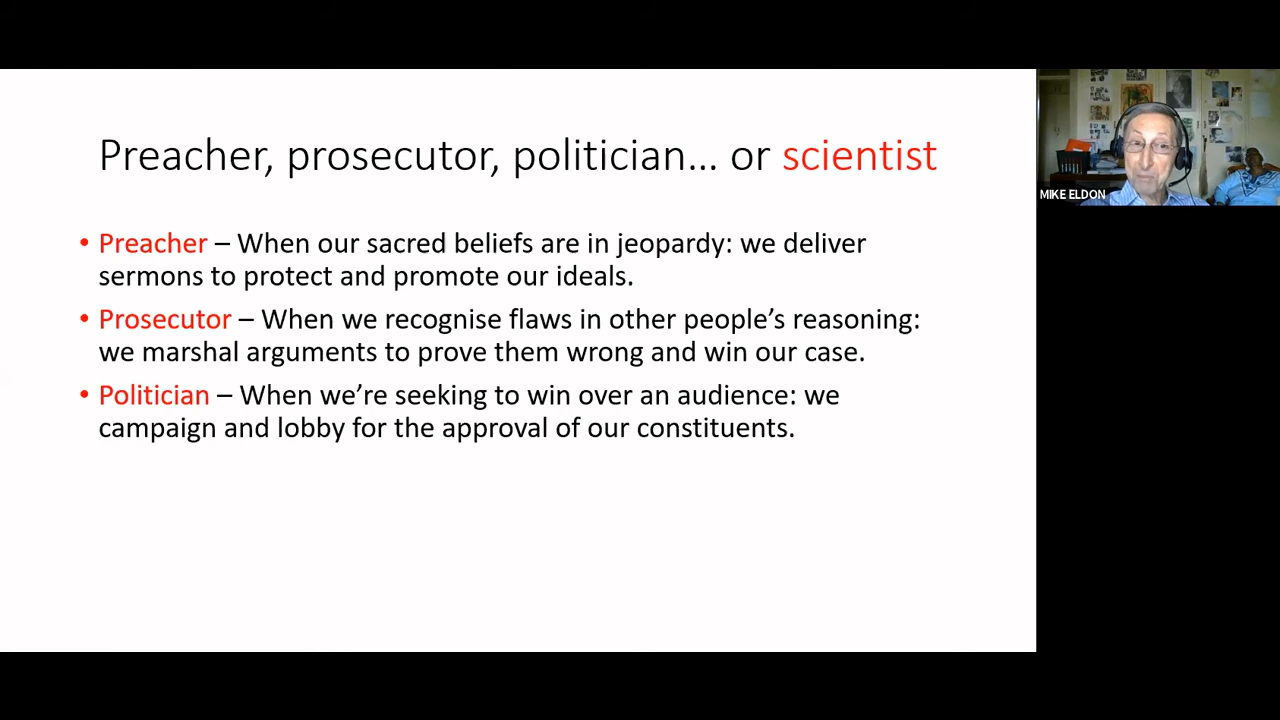 Preacher, prosecutor, politician... or scientist
• Preacher – When our sacred beliefs are in jeopardy: we deliver
sermons to protect and promote our ideals.
• Prosecutor – When we recognise flaws in other people’s reasoning:
we marshal arguments to prove them wrong and win our case.
• Politician – When we’re seeking to win over an audience: we
campaign and lobby for the approval of our constituents.
MIKE ELDON